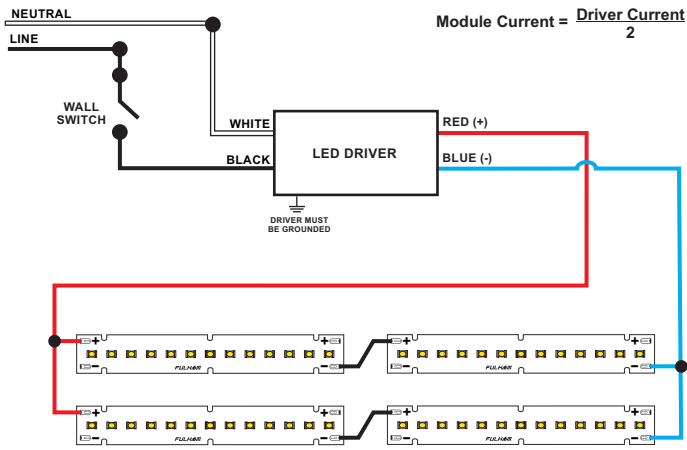 NEUTRAL
LINE
Module Current = Driver Current
2
WALL
SWITCH
WHITE
BLACK
LED DRIVER
RED (+)
BLUE (-)
DRIVER MUST
BE GROUNDED
+ + + +
FULHAM FULHAM
− − − −
+ + + +
FULHAM FULHAM
− − − −